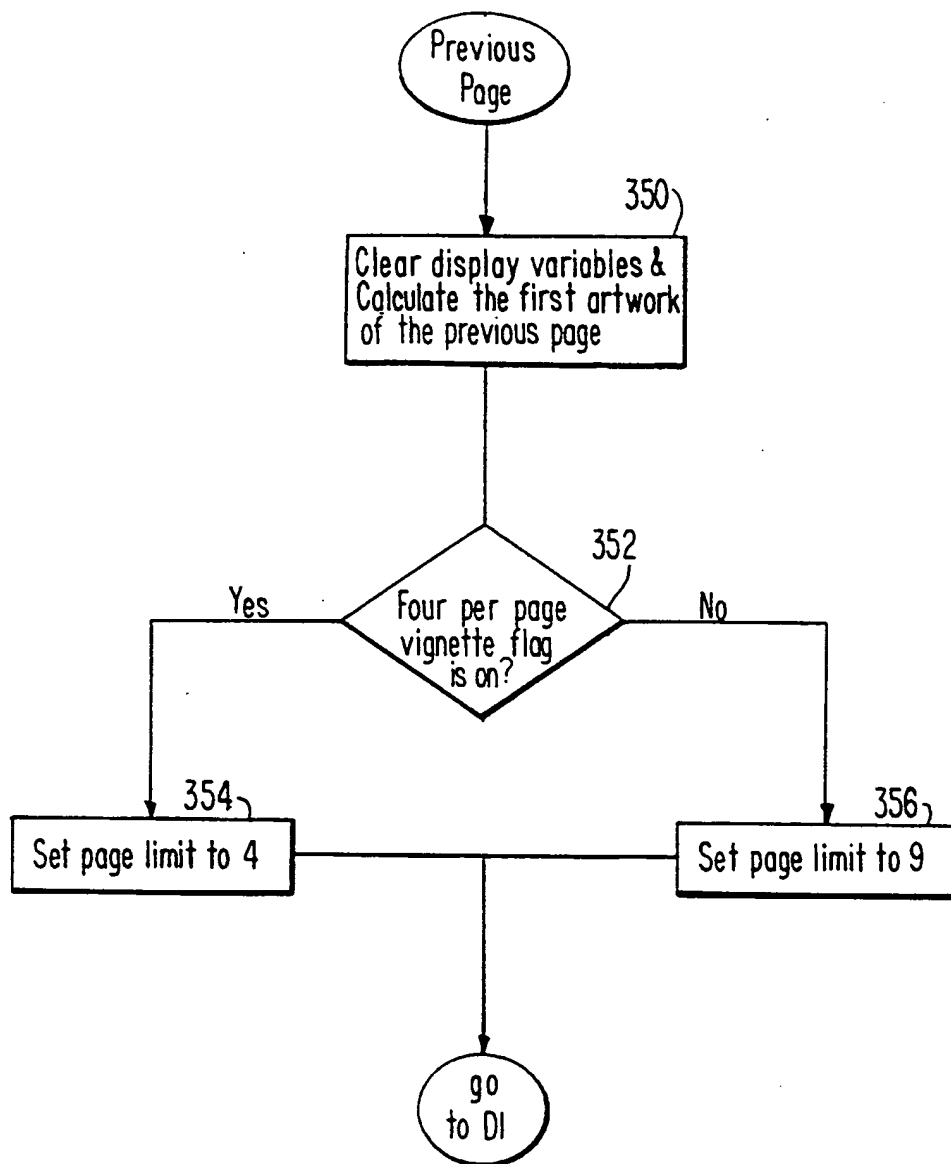 Previous
Page
350
Clear display variables &
Calculate the first artwork
of the previous page
352
Yes
Four per page
vignette flag
is on?
No
354
Set page limit to 4
356
Set page limit to 9
go
to DI